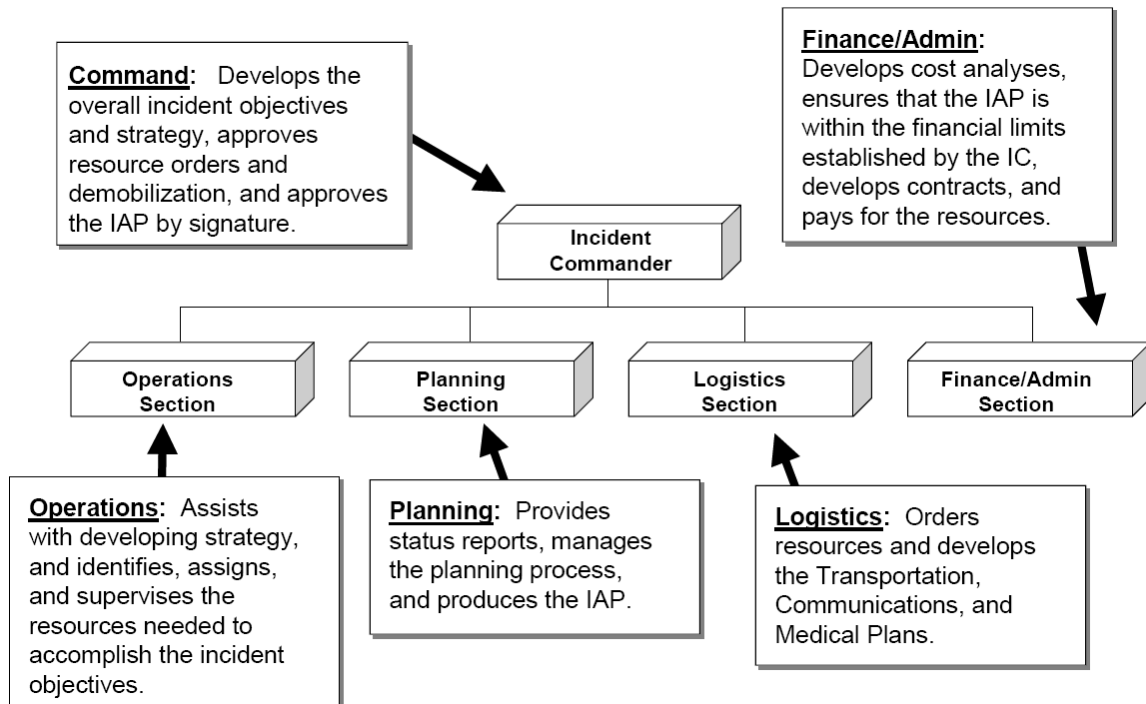 Command: Develops the
overall incident objectives
and strategy, approves
resource orders and
demobilization, and approves
the IAP by signature.
Finance/Admin:
Develops cost analyses,
ensures that the IAP is
within the financial limits
established by the IC,
develops contracts, and
pays for the resources.
Incident
Commander
Operations
Section
Planning
Section
Logistics
Section
Finance/Admin
Section
Operations: Assists
with developing strategy,
and identifies, assigns,
and supervises the
resources needed to
accomplish the incident
objectives.
Planning: Provides
status reports, manages
the planning process,
and produces the IAP.
Logistics: Orders
resources and develops
the Transportation,
Communications, and
Medical Plans.